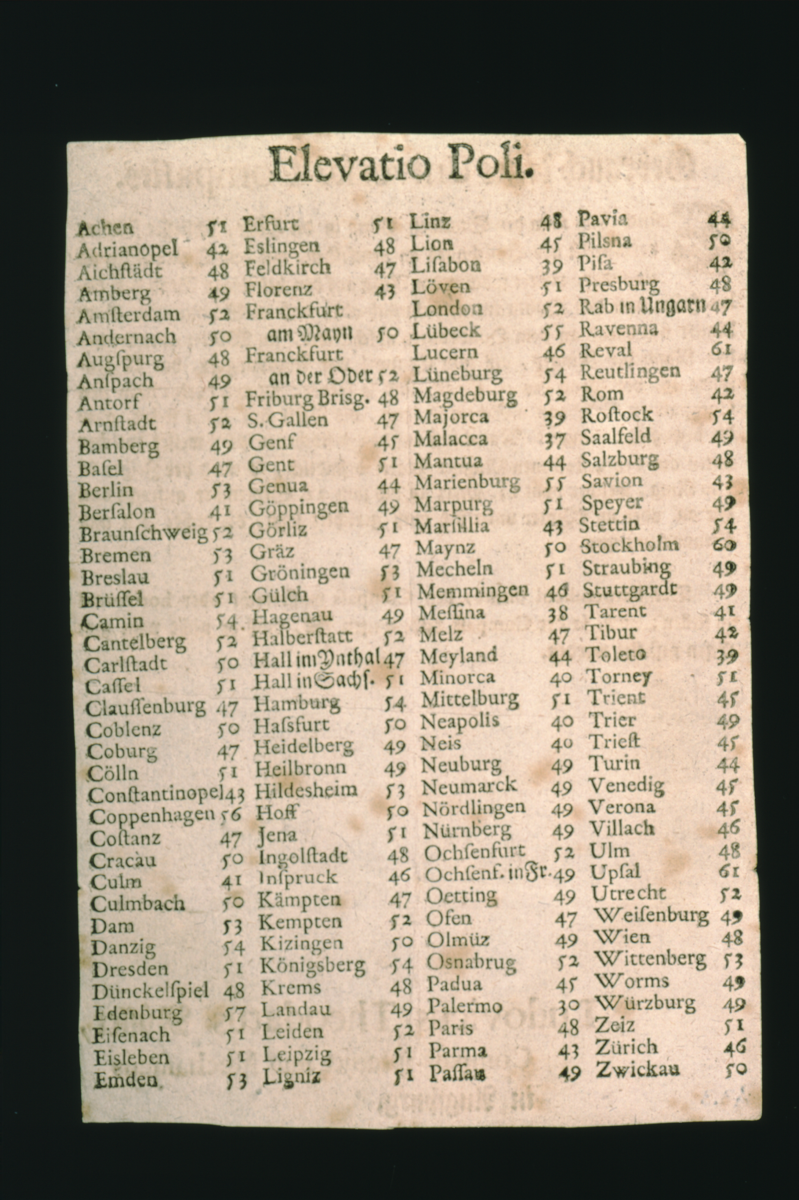 Elevatio Poli.
Achen 51
Adrianopel 42
Aichſtädt 48
Amberg 49
Amſterdam 52
Andernach 50
Augſpurg 48
Anſpach 49
Antorf 51
Arnſtadt 52
Bamberg 49
Baſel 47
Berlin 53
Berſalon 41
Braunſchweig 52
Bremen 53
Breslau 51
Brüſſel 51
Camin 54
Cantelberg 52
Carlſtadt 50
Caſſel 51
Clauſſenburg 47
Coblenz 50
Coburg 47
Cölln 51
Conſtantinopel 43
Coppenhagen 56
Coſtanz 47
Cracau 50
Culm 41
Culmbach 50
Dam 53
Danzig 54
Dresden 51
Dünckelſpiel 48
Edenburg 57
Eiſenach 51
Eisleben 51
Emden 53
Erfurt 51
Eslingen 48
Feldkirch 47
Florenz 43
Franckfurt
am Mayn 50
Franckfurt
an der Oder 52
Friburg Brisg. 48
S. Gallen 47
Genf 45
Gent 51
Genua 44
Göppingen 49
Görliz 51
Gräz 47
Gröningen 53
Gülch 51
Hagenau 49
Halberſtatt 52
Hall im Ynthal 47
Hall in Sachſ. 51
Hamburg 54
Haſsfurt 50
Heidelberg 49
Heilbronn 49
Hildesheim 53
Hoff 50
Jena 51
Ingolſtadt 48
Inſpruck 46
Kämpten 47
Kempten 52
Kizingen 50
Königsberg 54
Krems 48
Landau 49
Leiden 52
Leipzig 51
Ligniz 51
Linz 48
Lion 45
Liſabon 39
Löven 51
London 52
Lübeck 55
Lucern 46
Lüneburg 54
Magdeburg 52
Majorca 39
Malacca 37
Mantua 44
Marienburg 55
Marpurg 51
Marſillia 43
Maynz 50
Mecheln 51
Memmingen 46
Meſſina 38
Melz 47
Meyland 44
Minorca 40
Mittelburg 51
Neapolis 40
Neis 40
Neuburg 49
Neumarck 49
Nördlingen 49
Nürnberg 49
Ochſenfurt 52
Ochſenf. in Fr. 49
Oetting 49
Ofen 47
Olmüz 49
Osnabrug 52
Padua 45
Palermo 30
Paris 48
Parma 43
Paſſau 49
Pavia 44
Pilsna 50
Piſa 42
Presburg 48
Rab in Ungarn 47
Ravenna 44
Reval 61
Reutlingen 47
Rom 42
Roſtock 54
Saalfeld 49
Salzburg 48
Savion 43
Speyer 49
Stettin 54
Stockholm 60
Straubing 49
Stuttgardt 49
Tarent 41
Tibur 42
Toleto 39
Torney 51
Trient 45
Trier 49
Trieſt 45
Turin 44
Venedig 45
Verona 45
Villach 46
Ulm 48
Upſal 61
Utrecht 52
Weiſenburg 49
Wien 48
Wittenberg 53
Worms 49
Würzburg 49
Zeiz 51
Zürich 46
Zwickau 50